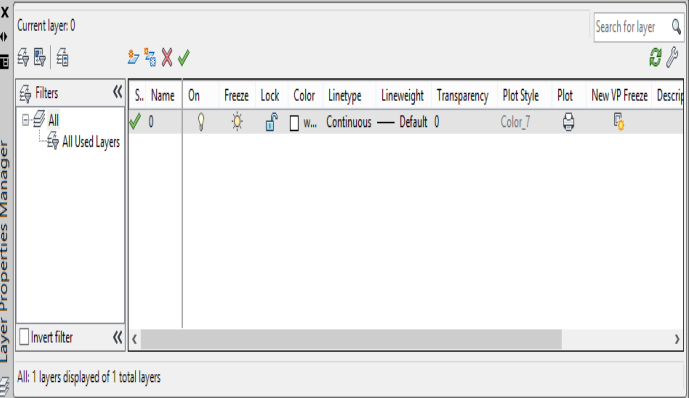 Current layer: 0
Search for layer
Filters
S.. Name On Freeze Lock Color Linetype Lineweight Transparency Plot Style Plot New VP Freeze Descrip
All
0 w... Continuous Default 0 Color_7
All Used Layers
Invert filter
All: 1 layers displayed of 1 total layers
Layer Properties Manager